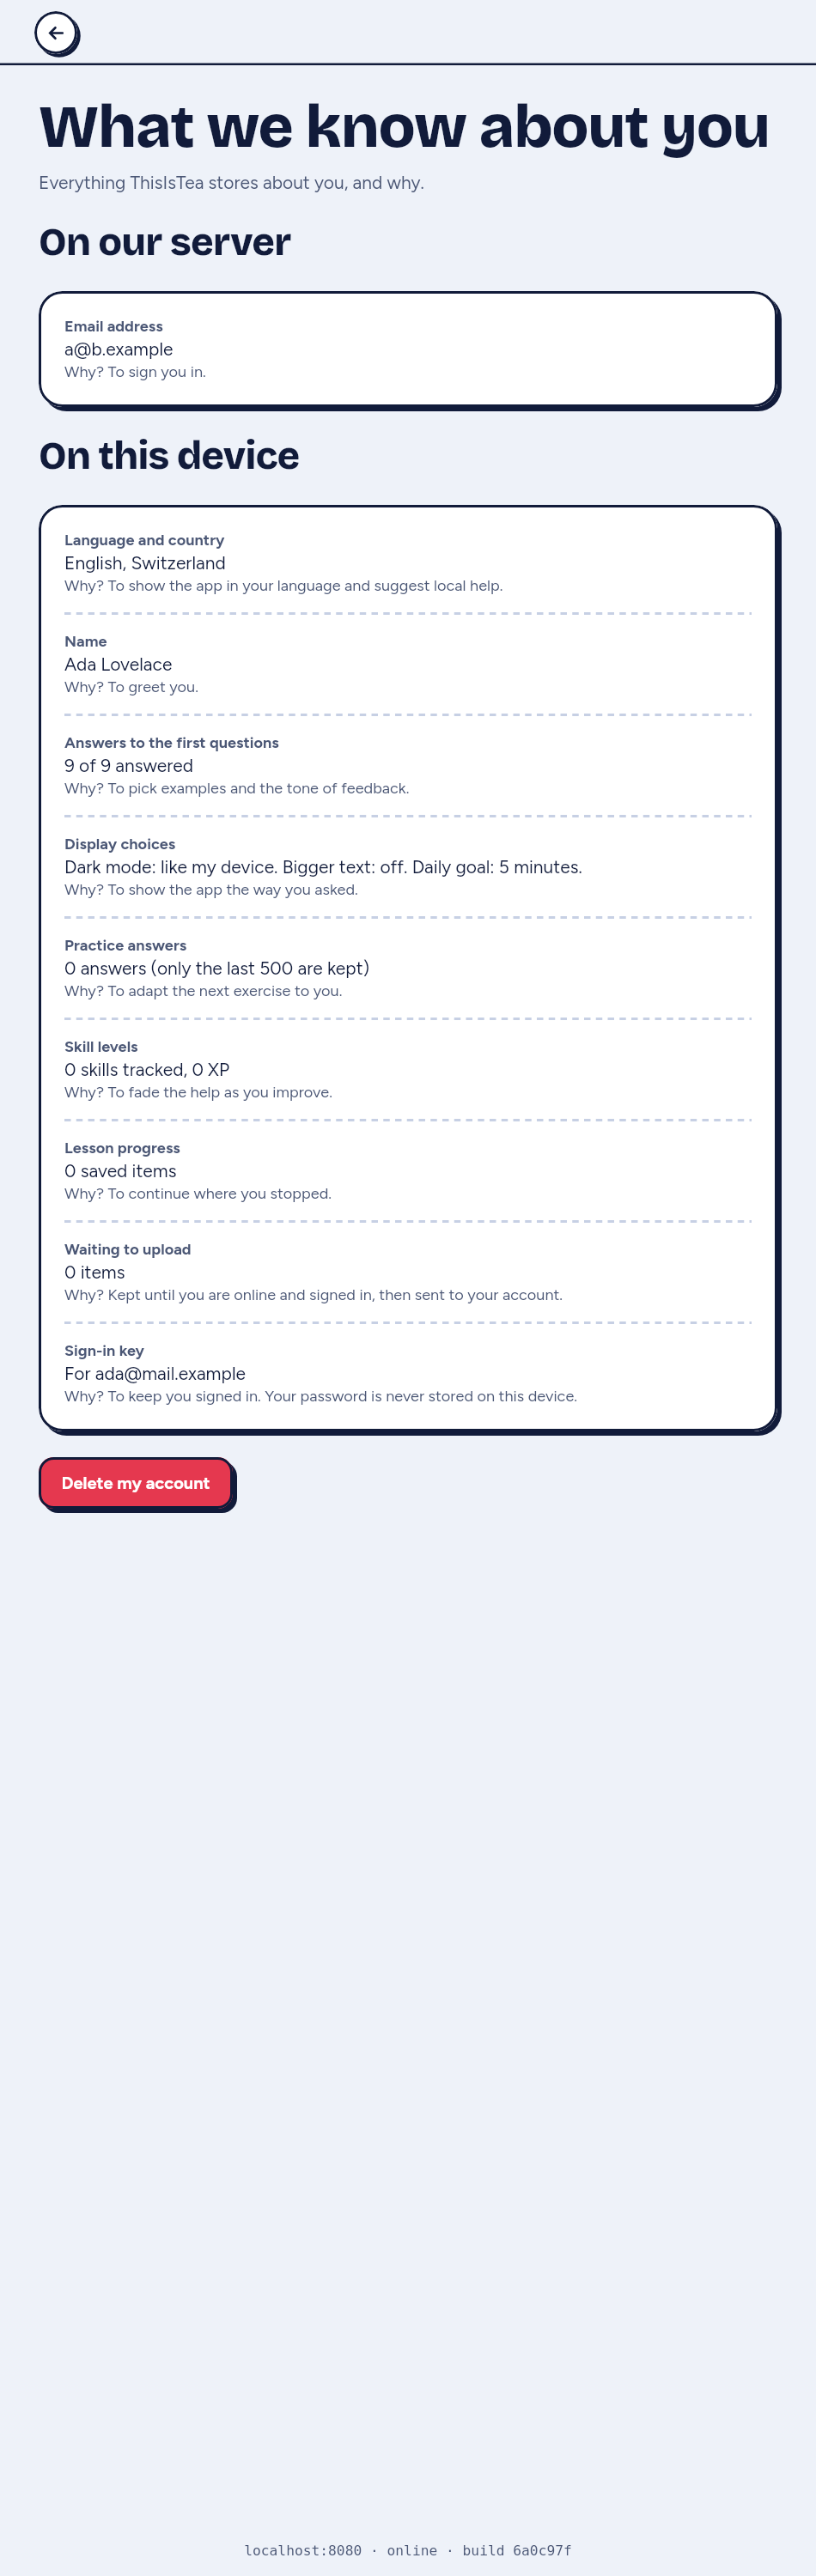 What we know about you
Everything ThisIsTea stores about you, and why.
On our server
Email address
a@b.example
Why? To sign you in.
On this device
Language and country
English, Switzerland
Why? To show the app in your language and suggest local help.
Name
Ada Lovelace
Why? To greet you.
Answers to the first questions
9 of 9 answered
Why? To pick examples and the tone of feedback.
Display choices
Dark mode: like my device. Bigger text: off. Daily goal: 5 minutes.
Why? To show the app the way you asked.
Practice answers
0 answers (only the last 500 are kept)
Why? To adapt the next exercise to you.
Skill levels
0 skills tracked, 0 XP
Why? To fade the help as you improve.
Lesson progress
0 saved items
Why? To continue where you stopped.
Waiting to upload
0 items
Why? Kept until you are online and signed in, then sent to your account.
Sign-in key
For ada@mail.example
Why? To keep you signed in. Your password is never stored on this device.
Delete my account
localhost:8080 · online · build 6a0c97f